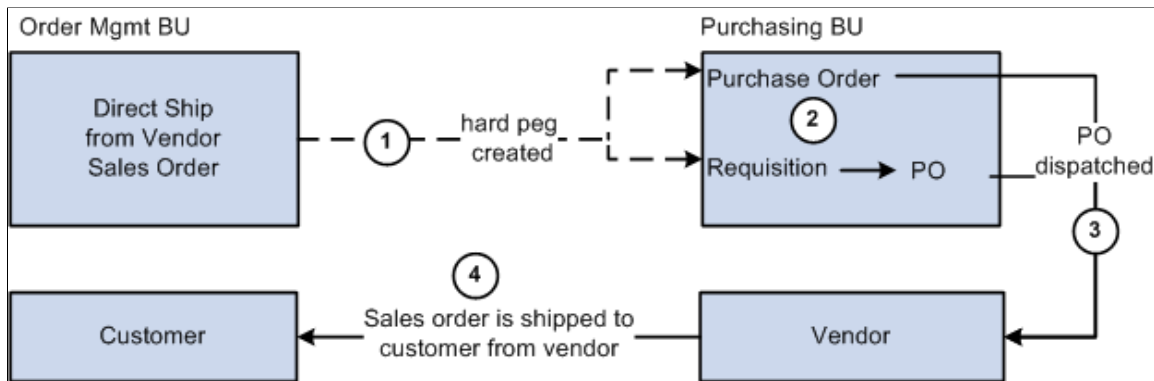 Order Mgmt BU
Purchasing BU
Direct Ship
from Vendor
Sales Order
1
hard peg
created
Purchase Order
2
Requisition
PO
PO
dispatched
3
4
Customer
Sales order is shipped to
customer from vendor
Vendor